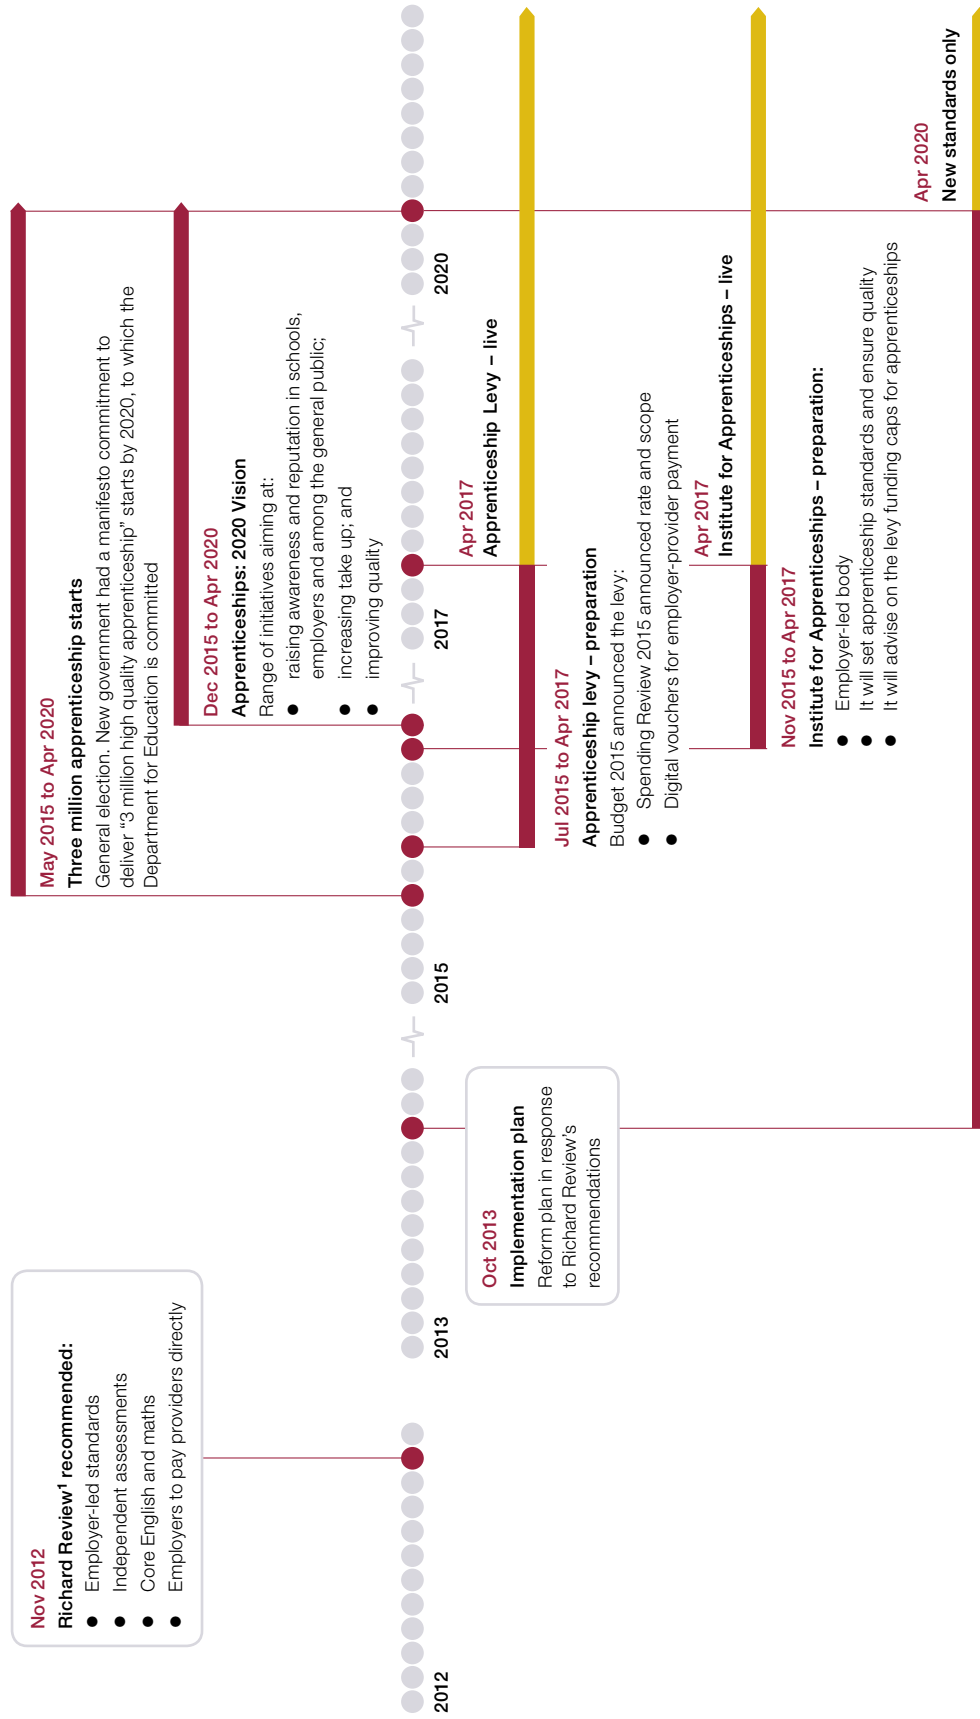 Nov 2012
Richard Review¹ recommended:
● Employer-led standards
● Independent assessments
● Core English and maths
● Employers to pay providers directly
May 2015 to Apr 2020
Three million apprenticeship starts
General election. New government had a manifesto commitment to
deliver “3 million high quality apprenticeship” starts by 2020, to which the
Department for Education is committed
Dec 2015 to Apr 2020
Apprenticeships: 2020 Vision
Range of initiatives aiming at:
● raising awareness and reputation in schools,
employers and among the general public;
● increasing take up; and
● improving quality
2012
2013
2015
2017
2020
Oct 2013
Implementation plan
Reform plan in response
to Richard Review’s
recommendations
Apr 2017
Apprenticeship Levy – live
Jul 2015 to Apr 2017
Apprenticeship levy – preparation
Budget 2015 announced the levy:
● Spending Review 2015 announced rate and scope
● Digital vouchers for employer-provider payment
Apr 2017
Institute for Apprenticeships – live
Nov 2015 to Apr 2017
Institute for Apprenticeships – preparation:
● Employer-led body
● It will set apprenticeship standards and ensure quality
● It will advise on the levy funding caps for apprenticeships
Apr 2020
New standards only